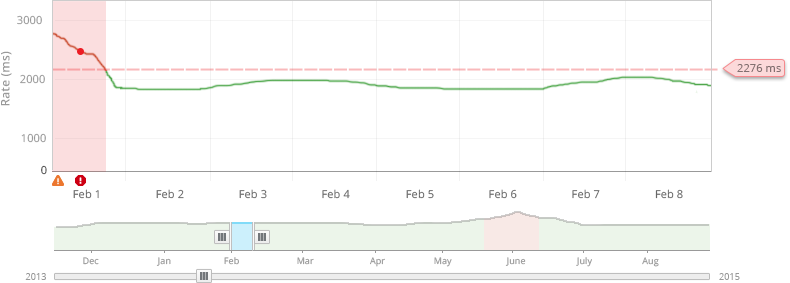 3000
Rate (ms)
2276 ms
2000
1000
0
Feb 1 Feb 2 Feb 3 Feb 4 Feb 5 Feb 6 Feb 7 Feb 8
Dec Jan Feb Mar Apr May June July Aug
2013 2015